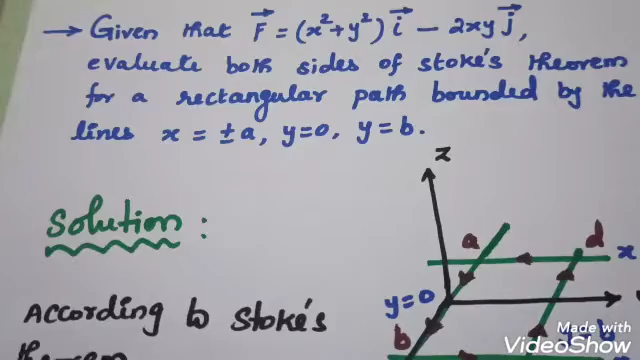 → Given that F⃗ = (x² + y²) i⃗ – 2xy j⃗,
evaluate both sides of stoke's theorem
for a rectangular path bounded by the
lines x = ± a, y=0, y = b.
Solution :
According to Stoke's
theorem
z
a
d
x
y=0
b
y=b
Made with
VideoShow